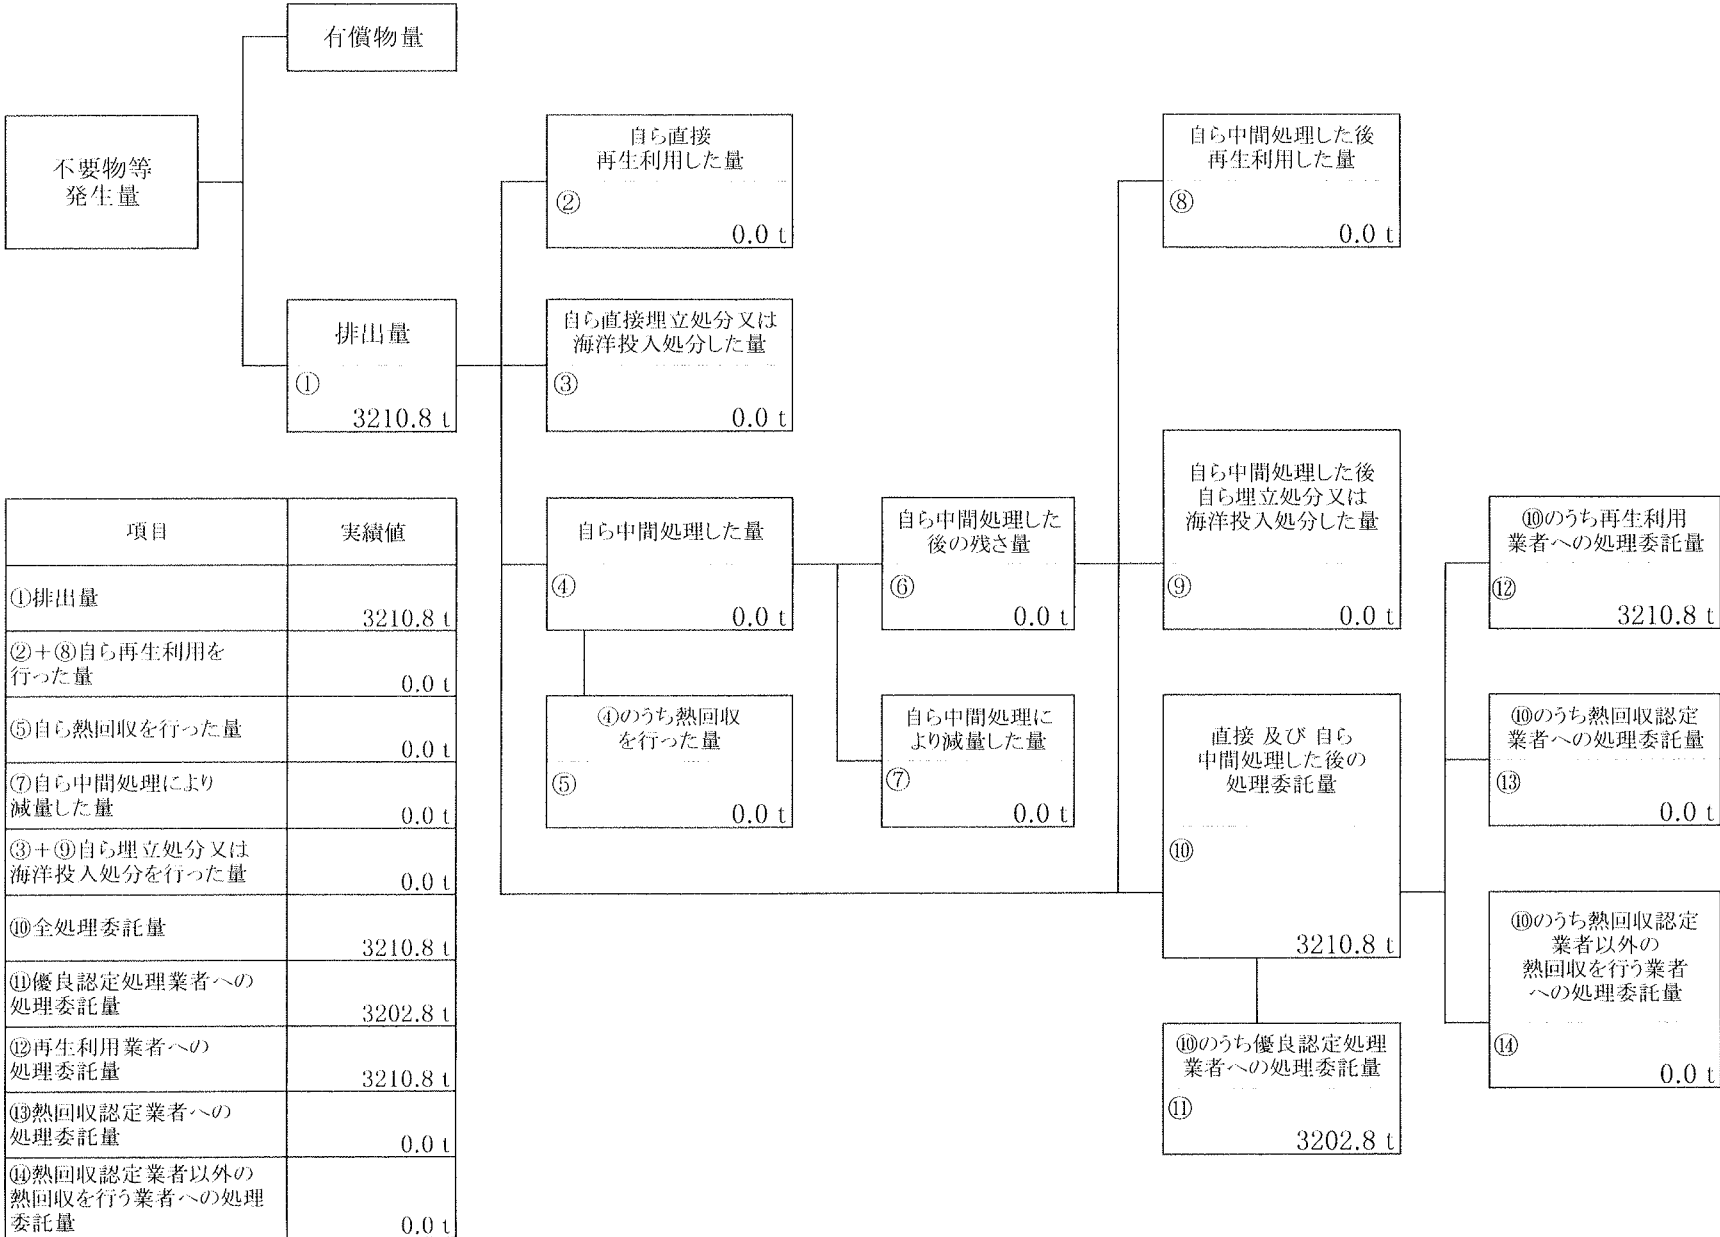 有償物量
不要物等
発生量
排出量
①
3210.8 t
自ら直接
再生利用した量
②
0.0 t
自ら直接埋立処分又は
海洋投入処分した量
③
0.0 t
自ら中間処理した量
④
0.0 t
④のうち熱回収
を行った量
⑤
0.0 t
自ら中間処理した
後の残さ量
⑥
0.0 t
自ら中間処理に
より減量した量
⑦
0.0 t
自ら中間処理した後
再生利用した量
⑧
0.0 t
自ら中間処理した後
自ら埋立処分又は
海洋投入処分した量
⑨
0.0 t
直接 及び 自ら
中間処理した後の
処理委託量
⑩
3210.8 t
⑩のうち優良認定処理
業者への処理委託量
⑪
3202.8 t
⑩のうち再生利用
業者への処理委託量
⑫
3210.8 t
⑩のうち熱回収認定
業者への処理委託量
⑬
0.0 t
⑩のうち熱回収認定
業者以外の
熱回収を行う業者
への処理委託量
⑭
0.0 t
項目 実績値
①排出量
3210.8 t
②+⑧自ら再生利用を
行った量
0.0 t
⑤自ら熱回収を行った量
0.0 t
⑦自ら中間処理により
減量した量
0.0 t
③+⑨自ら埋立処分又は
海洋投入処分を行った量
0.0 t
⑩全処理委託量
3210.8 t
⑪優良認定処理業者への
処理委託量
3202.8 t
⑫再生利用業者への
処理委託量
3210.8 t
⑬熱回収認定業者への
処理委託量
0.0 t
⑭熱回収認定業者以外の
熱回収を行う業者への処理
委託量
0.0 t